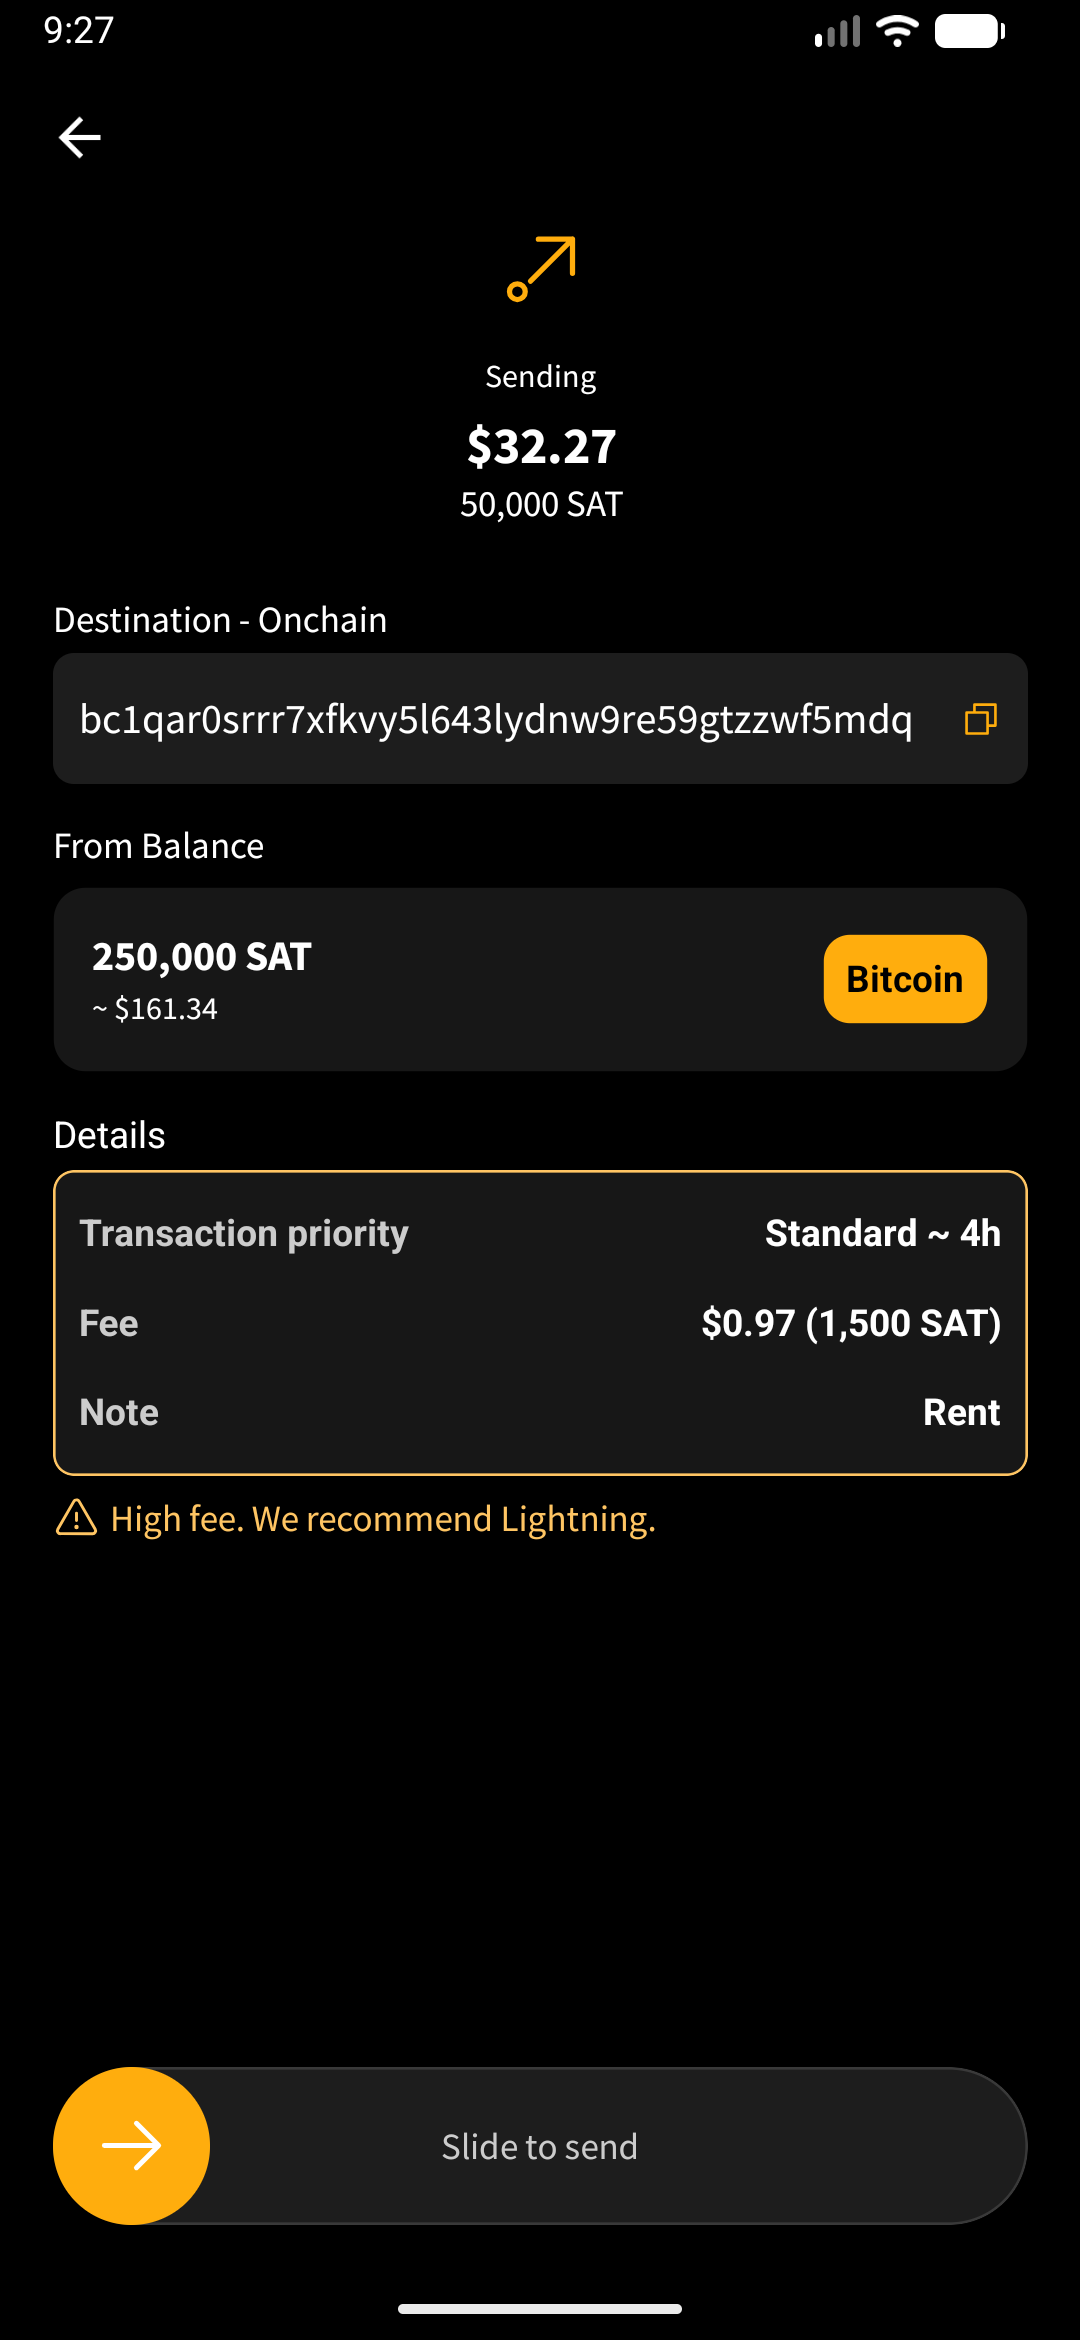 9:27
Sending
$32.27
50,000 SAT
Destination - Onchain
bc1qar0srrr7xfkvy5l643lydnw9re59gtzzwf5mdq
From Balance
250,000 SAT
~ $161.34
Bitcoin
Details
Transaction priority Standard ~ 4h
Fee $0.97 (1,500 SAT)
Note Rent
High fee. We recommend Lightning.
Slide to send